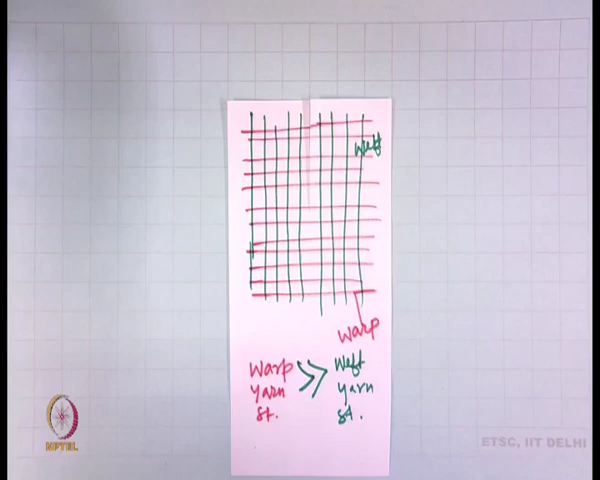 Weft
Warp
Warp >> Weft
Yarn yarn
St. st.
NPTEL
ETSC, IIT DELHI